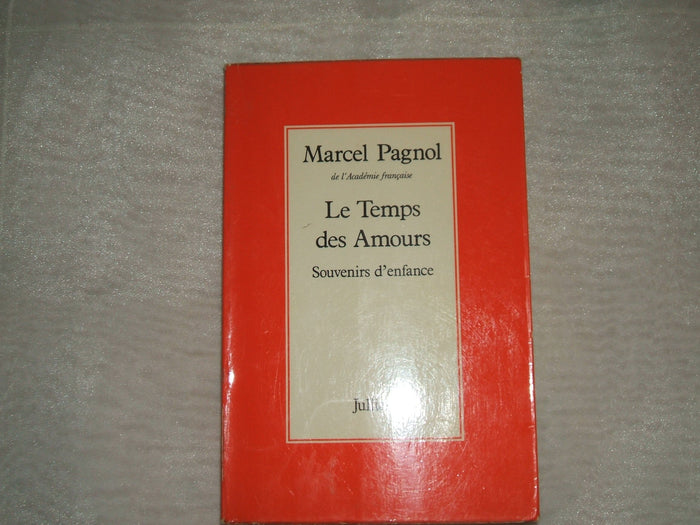 Marcel Pagnol
de l'Académie française
Le Temps
des Amours
Souvenirs d'enfance